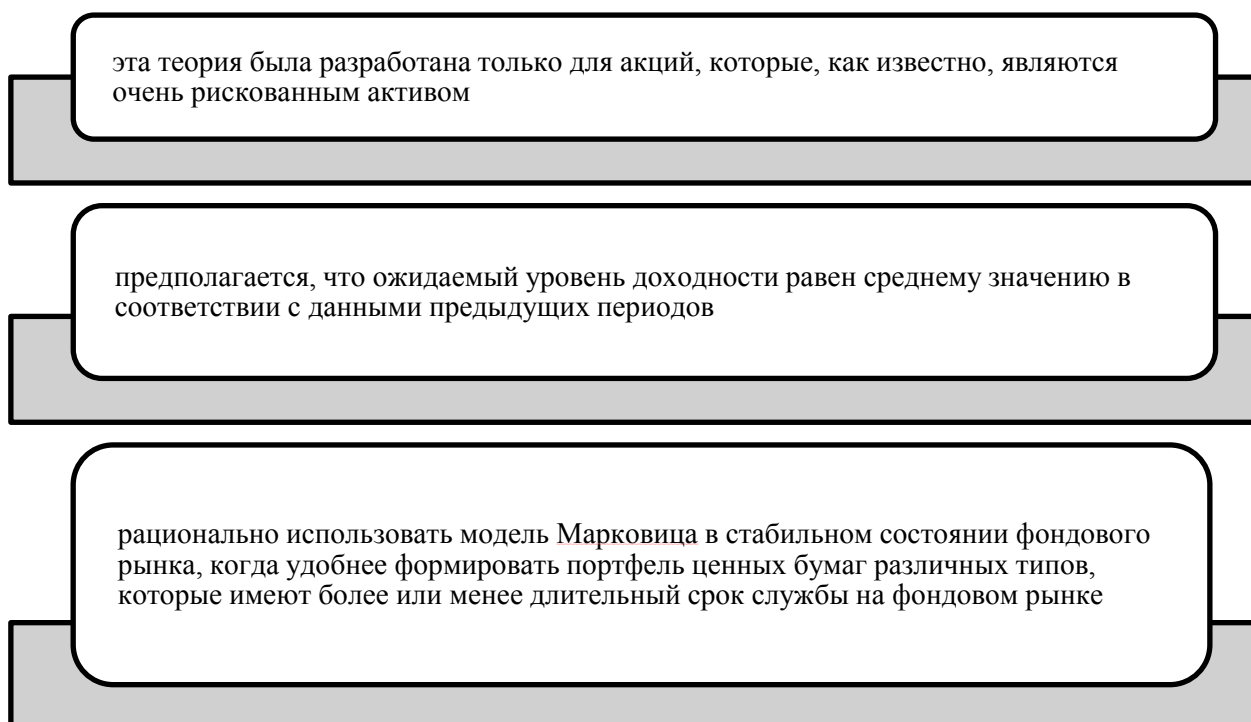 эта теория была разработана только для акций, которые, как известно, являются
очень рискованным активом
предполагается, что ожидаемый уровень доходности равен среднему значению в
соответствии с данными предыдущих периодов
рационально использовать модель Марковица в стабильном состоянии фондового
рынка, когда удобнее формировать портфель ценных бумаг различных типов,
которые имеют более или менее длительный срок службы на фондовом рынке